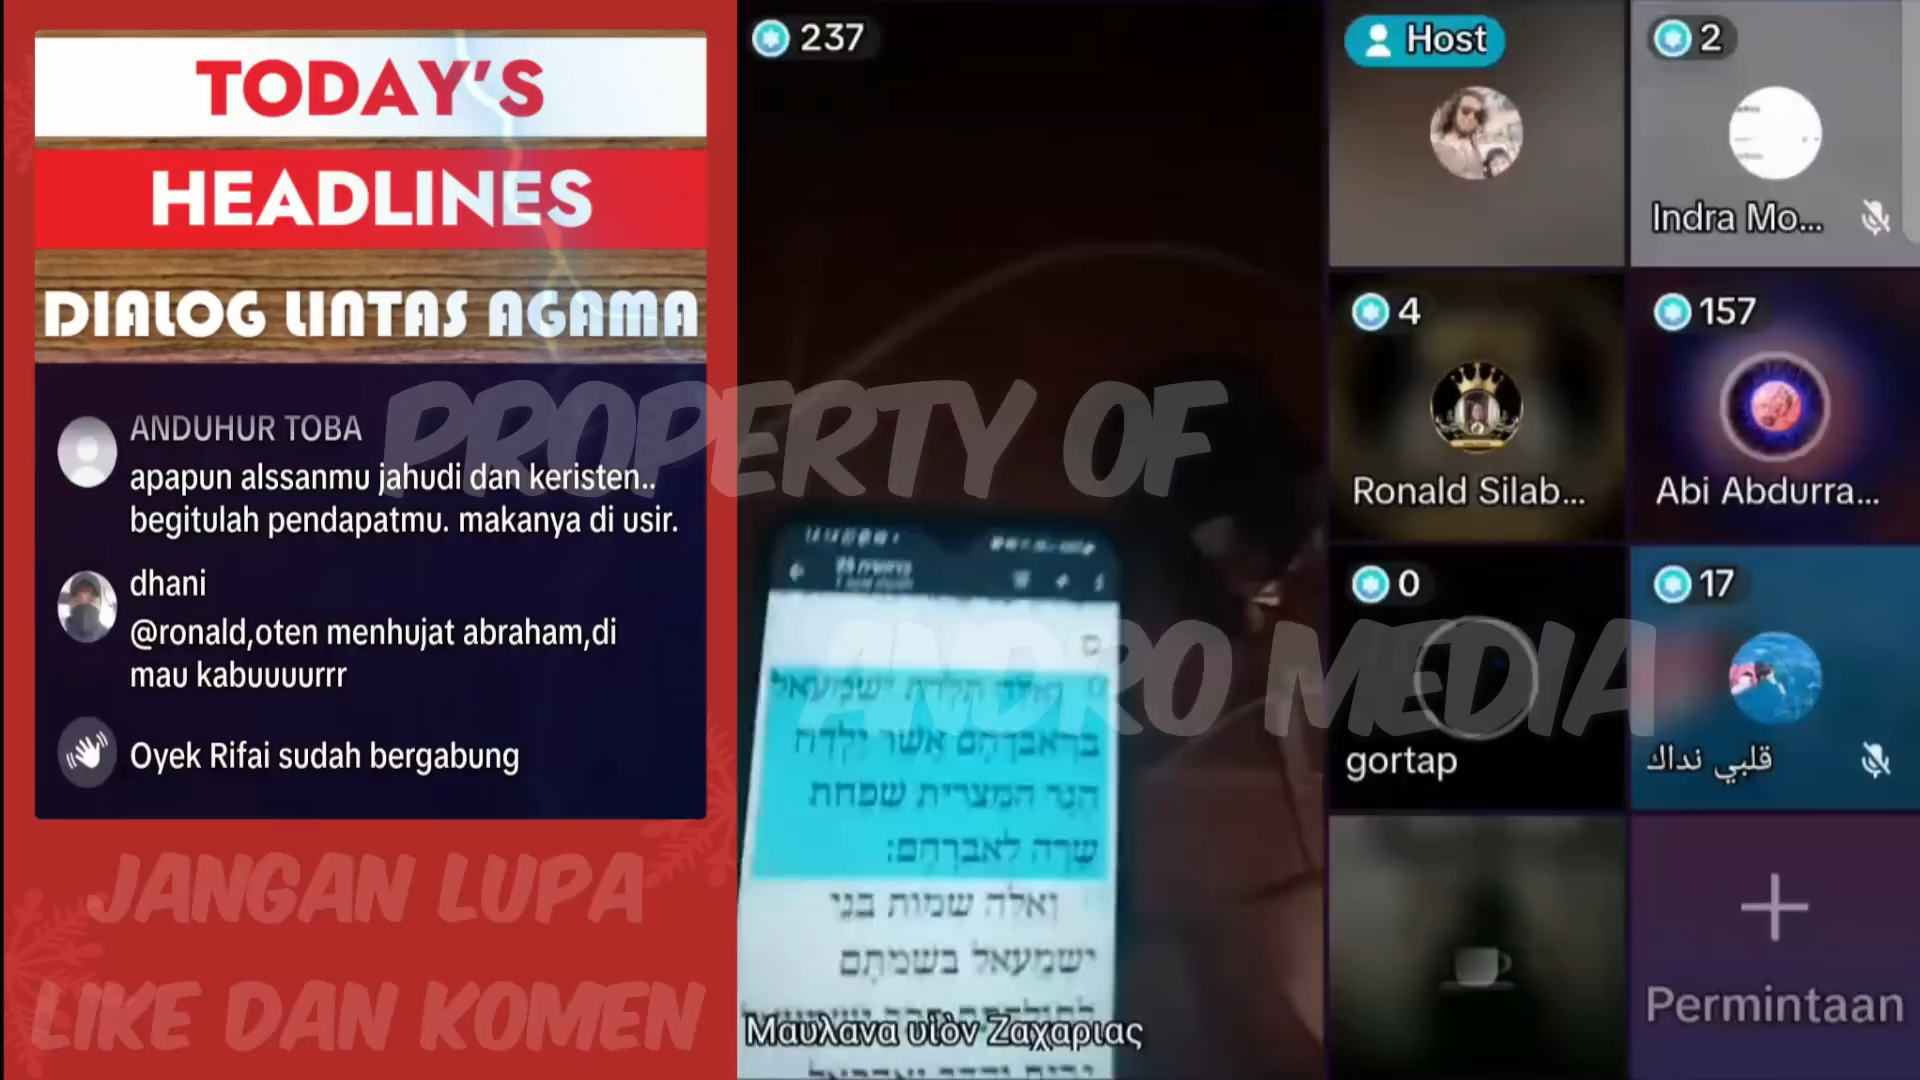 TODAY'S
HEADLINES
DIALOG LINTAS AGAMA
ANDUHUR TOBA
apapun alssanmu jahudi dan keristen..
begitulah pendapatmu. makanya di usir.
dhani
@ronald,oten menhujat abraham,di
mau kabuuuurrr
Oyek Rifai sudah bergabung
JANGAN LUPA
LIKE DAN KOMEN
PROPERTY OF
ANDRO MEDIA
237
ואלה תלדת ישמעאל
בן־אברהם אשר ילדה
הגר המצרית שפחת
שרה לאברהם:
ואלה שמות בני
ישמעאל בשמתם
Μαυλανα υἱὸν Ζαχαριας
Host
2
Indra Mo...
4
Ronald Silab...
157
Abi Abdurra...
0
gortap
17
قلبي نداك
Permintaan